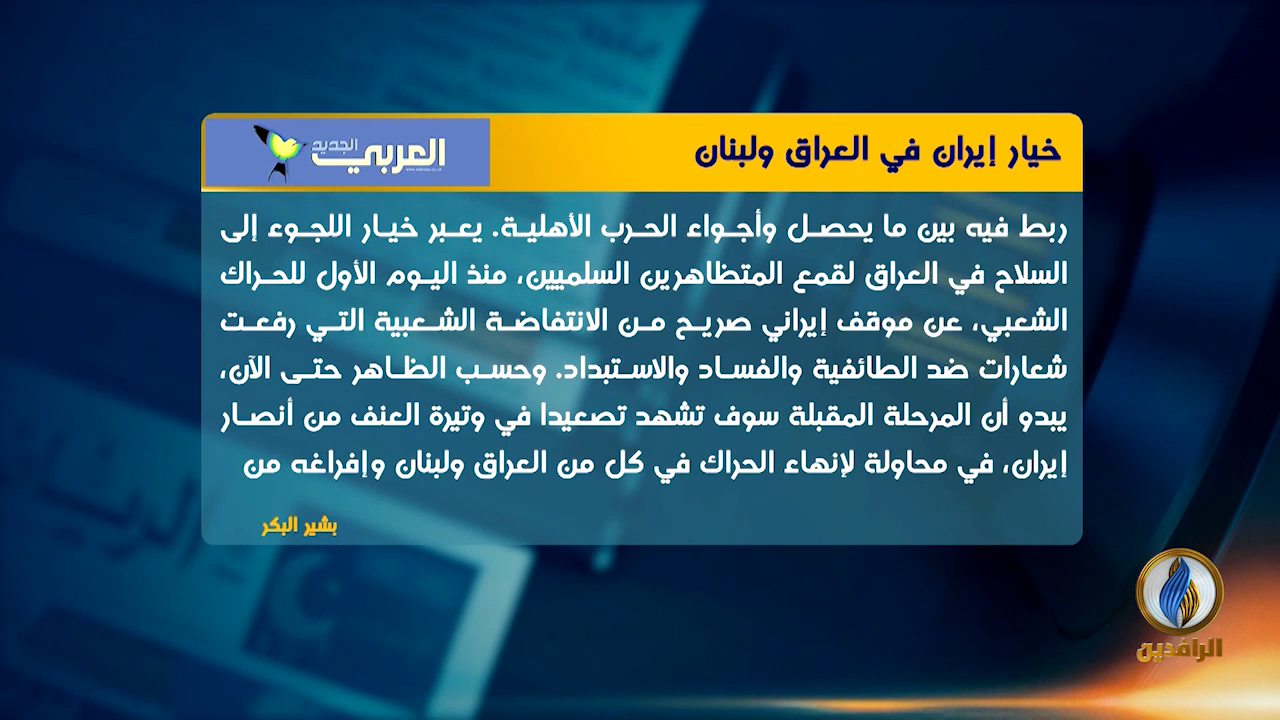 خيار إيران في العراق ولبنان
العربي الجديد
ربط فيه بين ما يحصل وأجواء الحرب الأهلية. يعبر خيار اللجوء إلى
السلاح في العراق لقمع المتظاهرين السلميين، منذ اليوم الأول للحراك
الشعبي، عن موقف إيراني صريح من الانتفاضة الشعبية التي رفعت
شعارات ضد الطائفية والفساد والاستبداد. وحسب الظاهر حتى الآن،
يبدو أن المرحلة المقبلة سوف تشهد تصعيدا في وتيرة العنف من أنصار
إيران، في محاولة لإنهاء الحراك في كل من العراق ولبنان وإفراغه من
بشير البكر
الرافدين